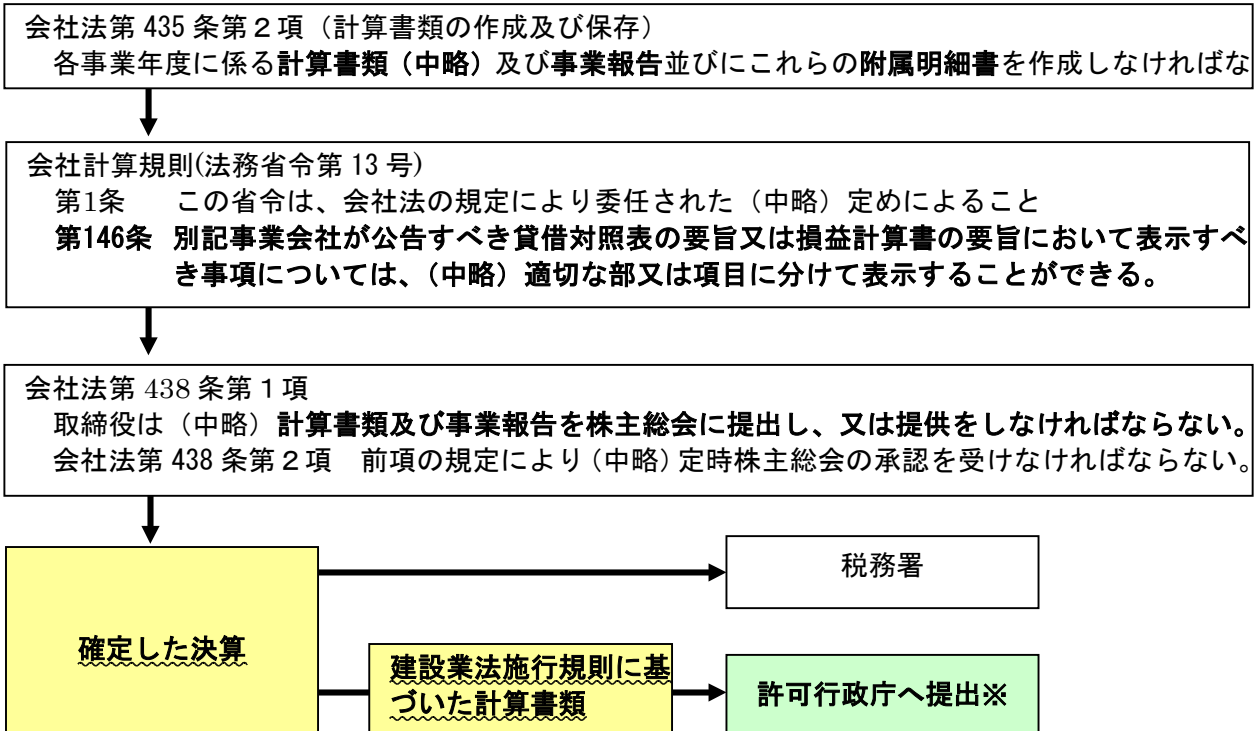 会社法第 435 条第２項（計算書類の作成及び保存）
各事業年度に係る計算書類（中略）及び事業報告並びにこれらの附属明細書を作成しなければな
会社計算規則(法務省令第 13 号)
第1条　この省令は、会社法の規定により委任された（中略）定めによること
第146条 別記事業会社が公告すべき貸借対照表の要旨又は損益計算書の要旨において表示すべ
き事項については、（中略）適切な部又は項目に分けて表示することができる。
会社法第 438 条第１項
取締役は（中略）計算書類及び事業報告を株主総会に提出し、又は提供をしなければならない。
会社法第 438 条第２項　前項の規定により（中略）定時株主総会の承認を受けなければならない。
税務署
確定した決算
建設業法施行規則に基
づいた計算書類
許可行政庁へ提出※